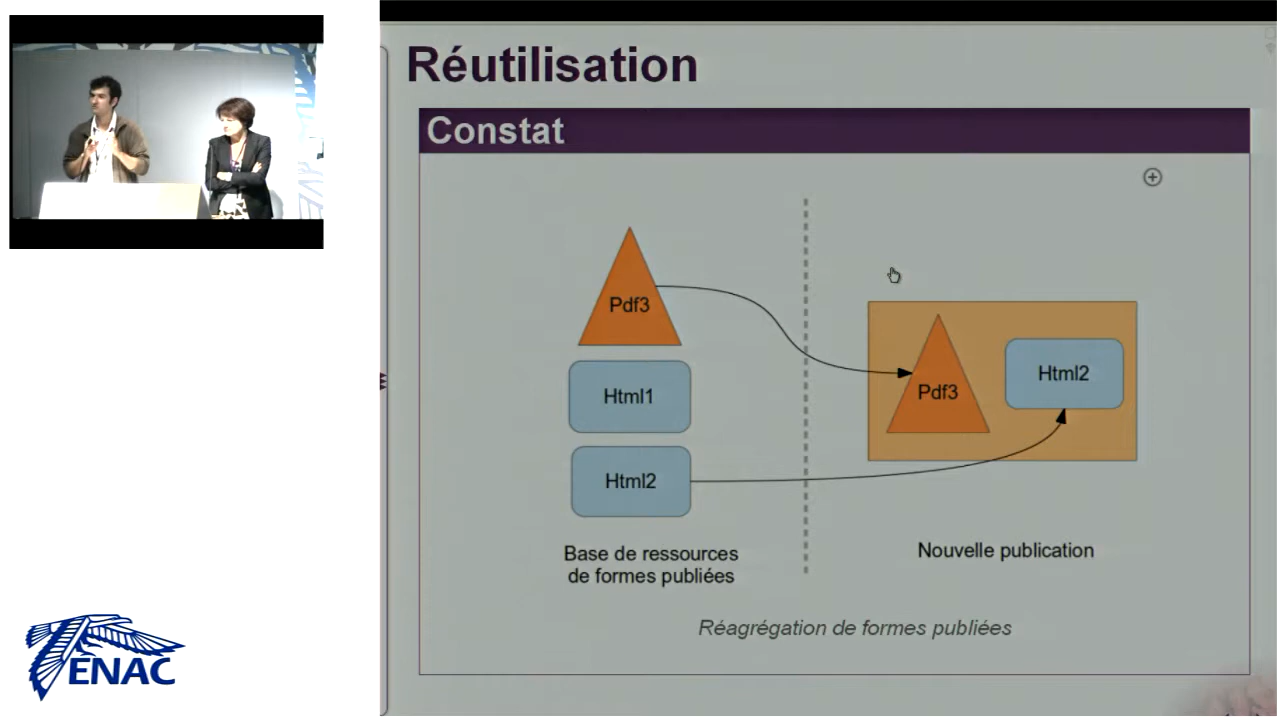 Réutilisation
Constat
Pdf3
Html1
Html2
Pdf3
Html2
Base de ressources
de formes publiées
Nouvelle publication
Réagrégation de formes publiées
ENAC